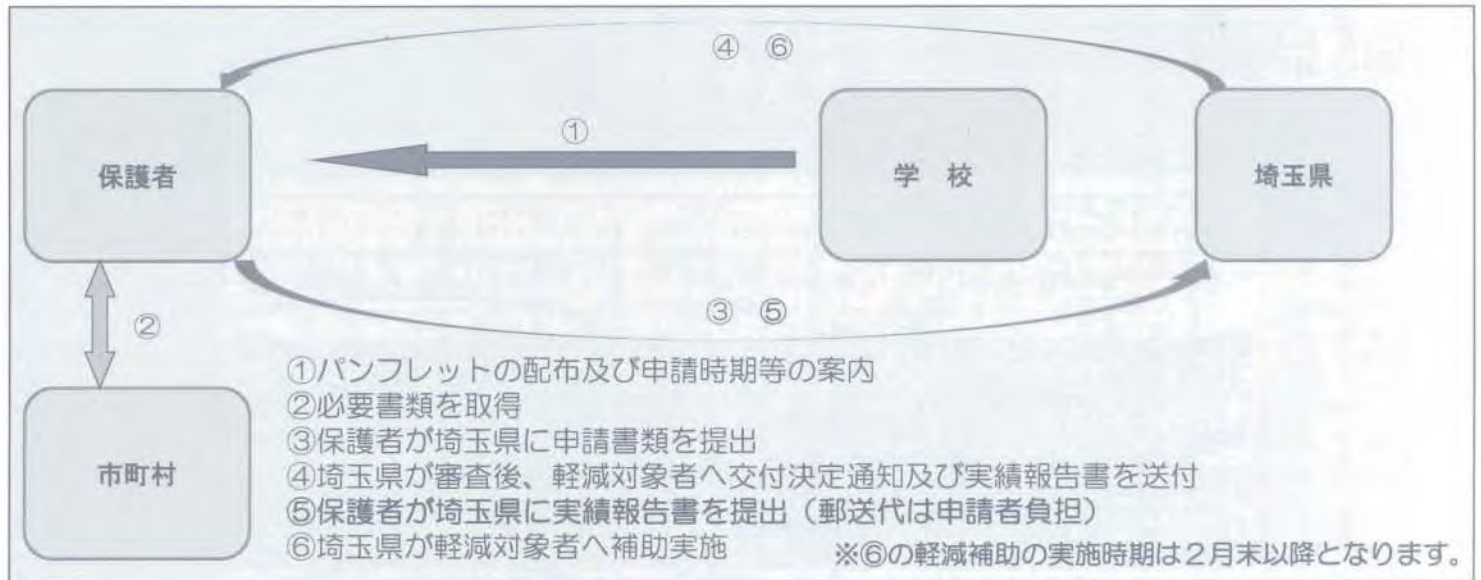 ④ ⑥
①
保護者
学 校
埼玉県
③ ⑤
②
市町村
①パンフレットの配布及び申請時期等の案内
②必要書類を取得
③保護者が埼玉県に申請書類を提出
④埼玉県が審査後、軽減対象者へ交付決定通知及び実績報告書を送付
⑤保護者が埼玉県に実績報告書を提出（郵送代は申請者負担）
⑥埼玉県が軽減対象者へ補助実施
※⑥の軽減補助の実施時期は２月末以降となります。